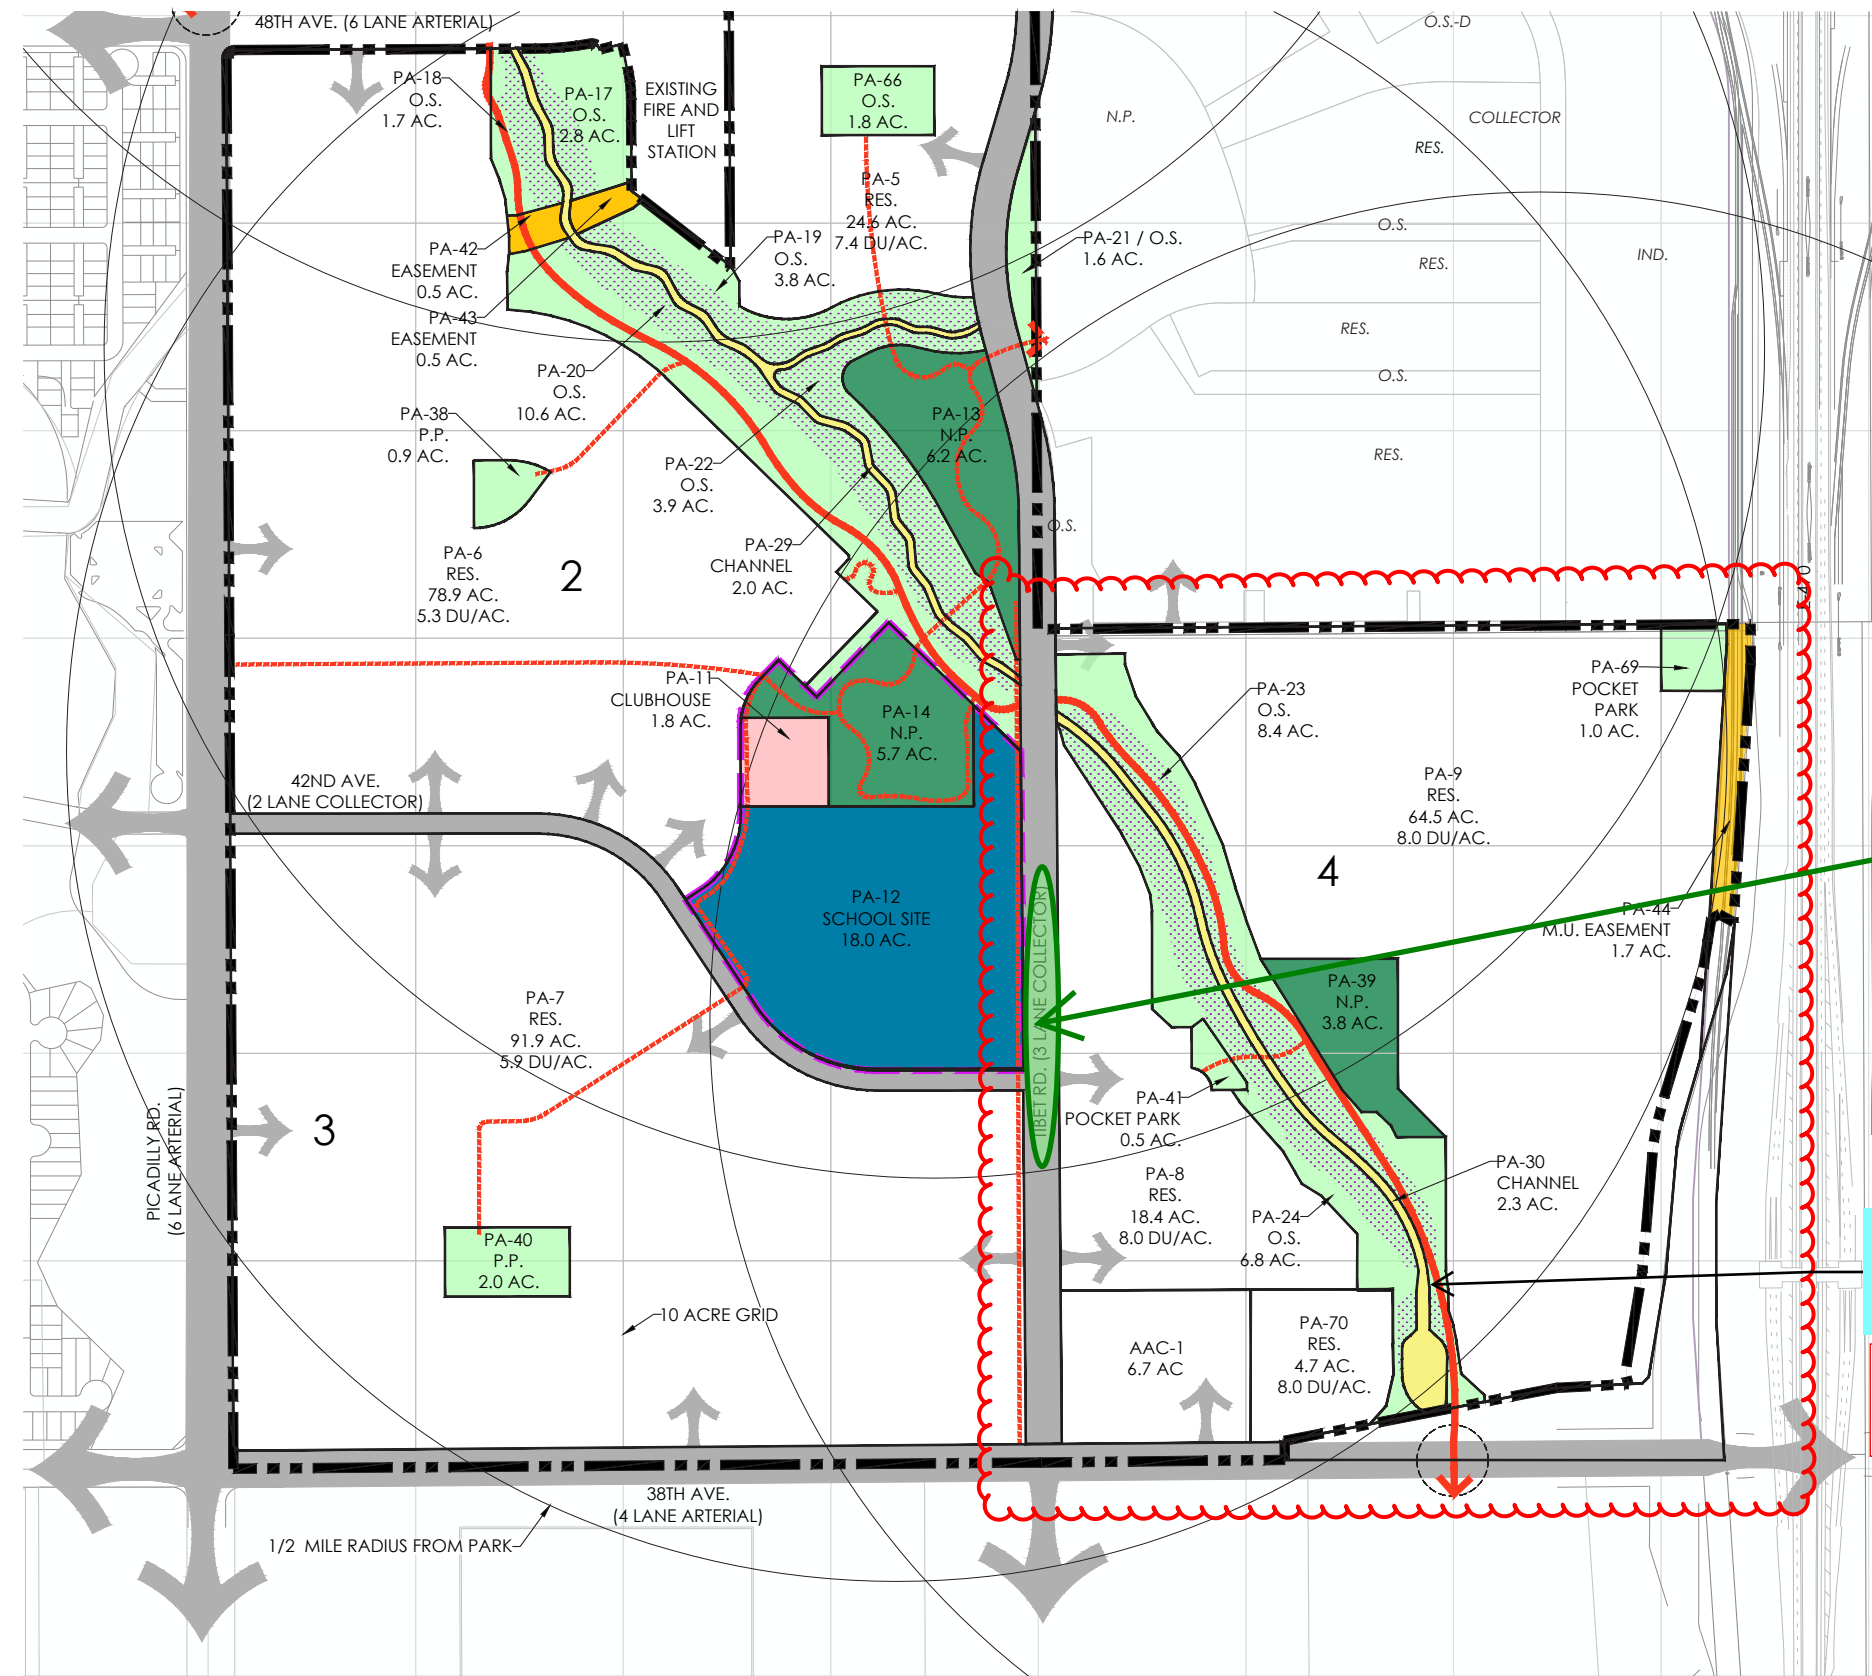 48TH AVE. (6 LANE ARTERIAL)
O.S.-D
PA-18
O.S.
1.7 AC.
PA-17
O.S.
2.8 AC.
EXISTING
FIRE AND
LIFT
STATION
PA-66
O.S.
1.8 AC.
N.P.
COLLECTOR
RES.
PA-5
RES.
24.6 AC.
7.4 DU/AC.
PA-42
EASEMENT
0.5 AC.
PA-43
EASEMENT
0.5 AC.
PA-19
O.S.
3.8 AC.
PA-21 / O.S.
1.6 AC.
O.S.
RES.
IND.
RES.
O.S.
RES.
PA-20
O.S.
10.6 AC.
PA-38
P.P.
0.9 AC.
PA-13
N.P.
6.2 AC.
PA-22
O.S.
3.9 AC.
O.S.
PA-29
CHANNEL
2.0 AC.
PA-6
RES.
78.9 AC.
5.3 DU/AC.
2
PA-11
CLUBHOUSE
1.8 AC.
PA-14
N.P.
5.7 AC.
PA-23
O.S.
8.4 AC.
PA-69
POCKET
PARK
1.0 AC.
PA-9
RES.
64.5 AC.
8.0 DU/AC.
4
42ND AVE.
(2 LANE COLLECTOR)
PA-12
SCHOOL SITE
18.0 AC.
PA-44
M.U. EASEMENT
1.7 AC.
TIBET RD. (3 LANE COLLECTOR)
PA-39
N.P.
3.8 AC.
PA-7
RES.
91.9 AC.
5.9 DU/AC.
3
PICADILLY RD.
(6 LANE ARTERIAL)
PA-41
POCKET PARK
0.5 AC.
PA-8
RES.
18.4 AC.
8.0 DU/AC.
PA-24
O.S.
6.8 AC.
PA-30
CHANNEL
2.3 AC.
PA-40
P.P.
2.0 AC.
10 ACRE GRID
AAC-1
6.7 AC
PA-70
RES.
4.7 AC.
8.0 DU/AC.
38TH AVE.
(4 LANE ARTERIAL)
1/2 MILE RADIUS FROM PARK